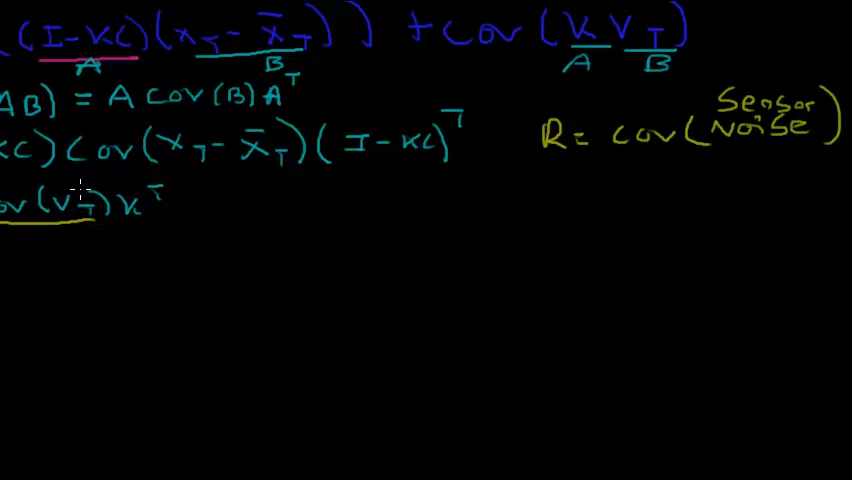 ((I-KC)(x_T - x̄_T)) + Cov(K V_T)
A B A B
AB) = A Cov(B) A^T
KC) Cov(x_T - x̄_T)(I-KC)^T
R = Cov(Sensor Noise)
ov(V_T) K^T